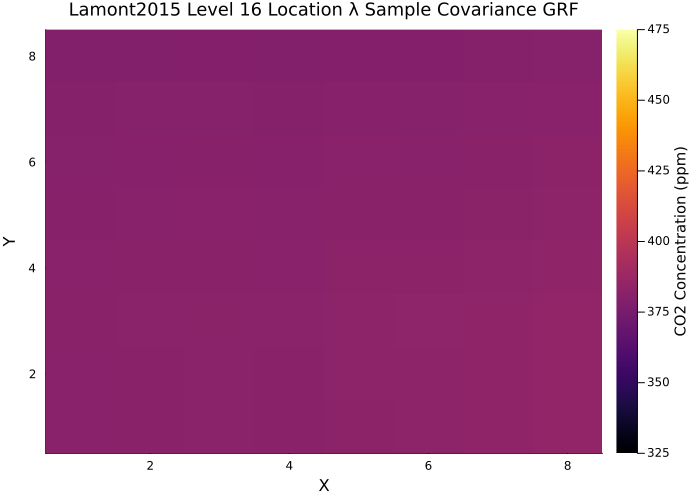 Lamont2015 Level 16 Location λ Sample Covariance GRF
8
6
4
2
Y
2 4 6 8
X
475
450
425
400
375
350
325
CO2 Concentration (ppm)